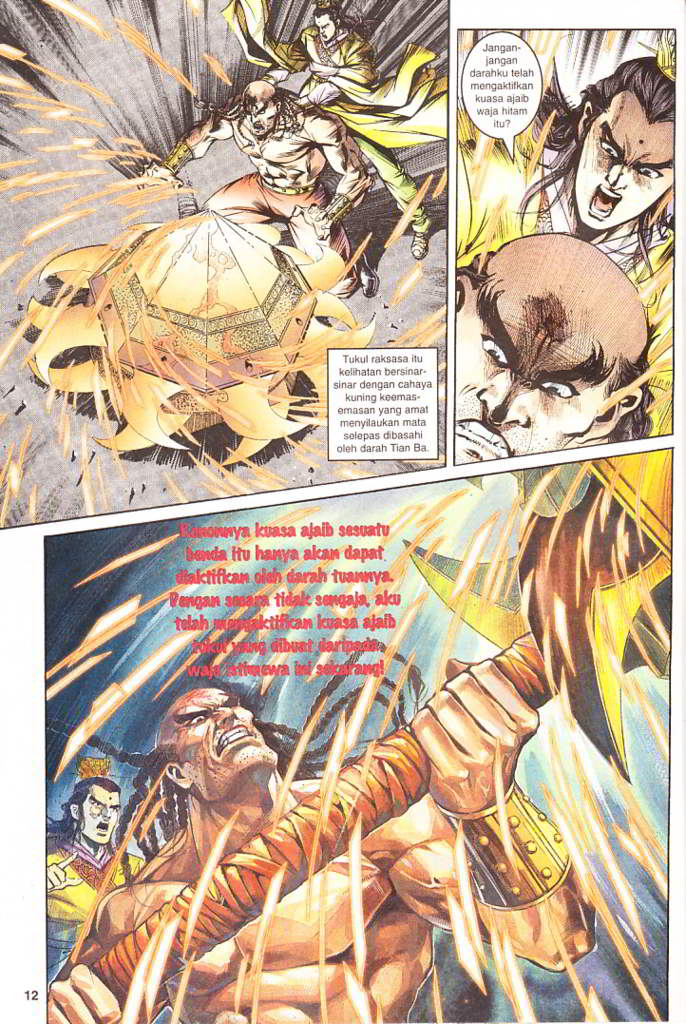 Tukul raksasa itu
kelihatan bersinar-
sinar dengan cahaya
kuning keemas-
emasan yang amat
menyilaukan mata
selepas dibasahi
oleh darah Tian Ba.
Jangan-
jangan
darahku telah
mengaktifkan
kuasa ajaib
waja hitam
itu?
Kononnya kuasa ajaib sesuatu
benda itu hanya akan dapat
diaktifkan oleh darah tuannya.
Dengan secara tidak sengaja, aku
telah mengaktifkan kuasa ajaib
tukul yang dibuat daripada
waja istimewa ini sekarang!
12